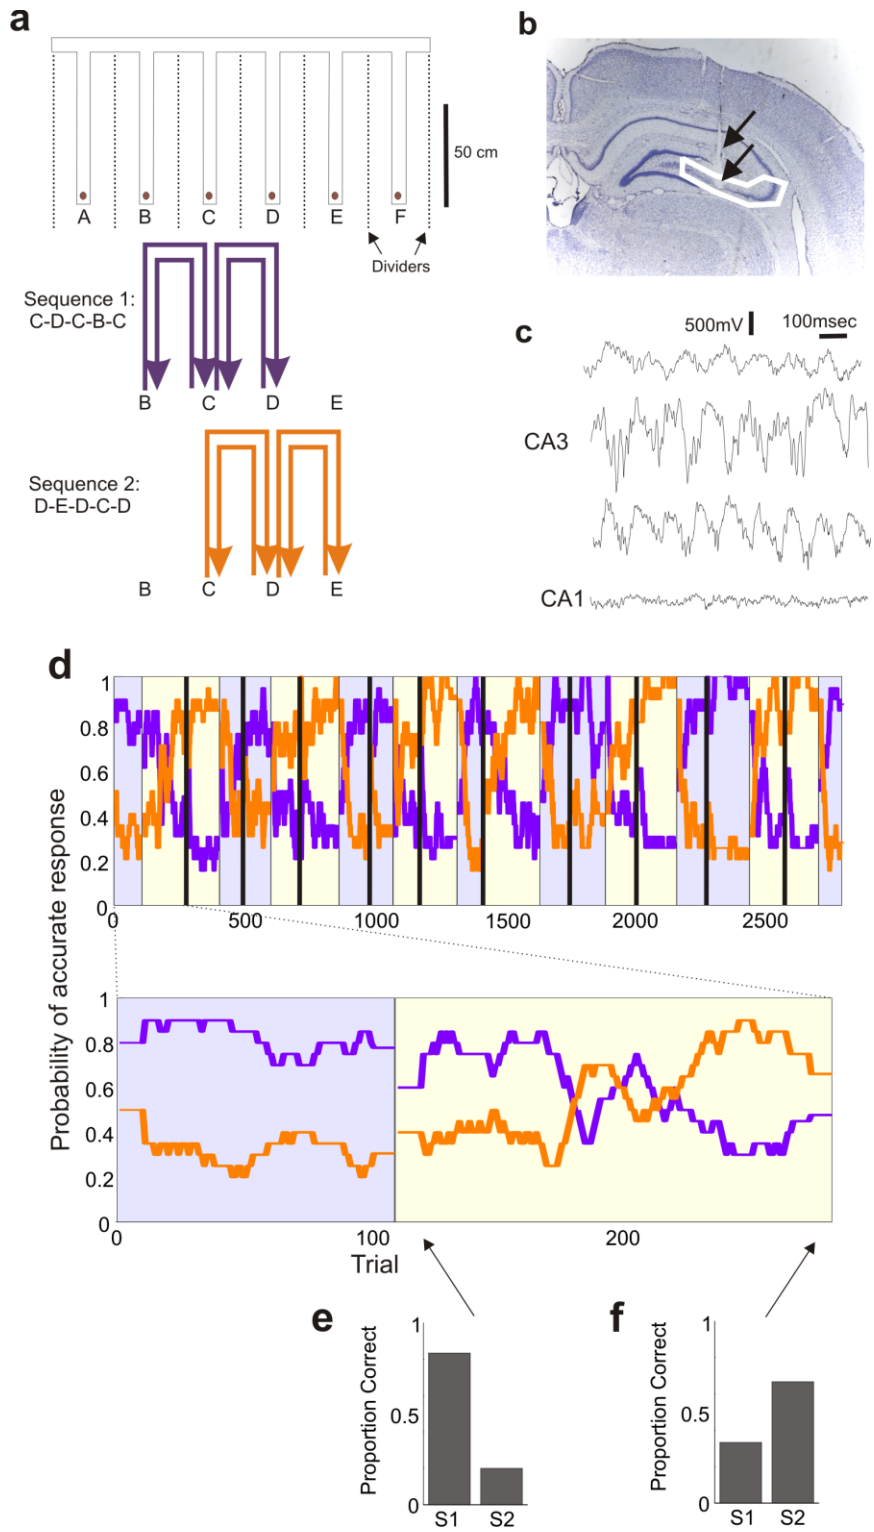 a
50 cm
A B C D E F
Dividers
Sequence 1:
C-D-C-B-C
B C D E
Sequence 2:
D-E-D-C-D
B C D E
b
c
500mV 100msec
CA3
CA1
d
Probability of accurate response
1
0.8
0.6
0.4
0.2
0
0 500 1000 1500 2000 2500
1
0.8
0.6
0.4
0.2
0
0 100 200
Trial
e
Proportion Correct
1
0.5
0
S1 S2
f
Proportion Correct
1
0.5
0
S1 S2